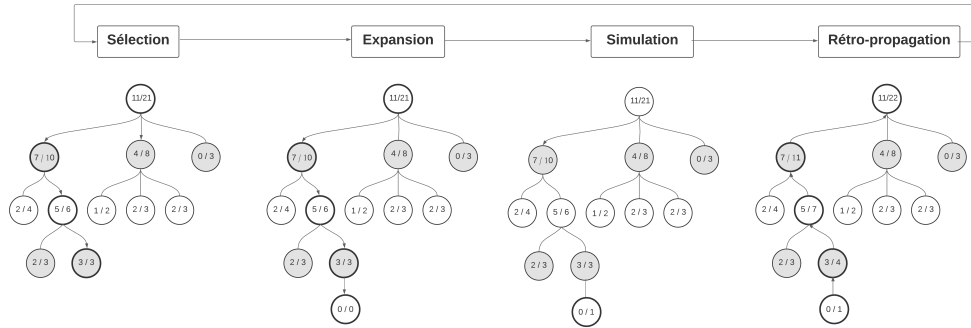 Sélection Expansion Simulation Rétro-propagation
11/21 11/21 11/21 11/22
7 / 10 4 / 8 0 / 3 7 / 10 4 / 8 0 / 3 7 / 10 4 / 8 0 / 3 7 / 11 4 / 8 0 / 3
2 / 4 5 / 6 1 / 2 2 / 3 2 / 3 2 / 4 5 / 6 1 / 2 2 / 3 2 / 3 2 / 4 5 / 6 1 / 2 2 / 3 2 / 3 2 / 4 5 / 7 1 / 2 2 / 3 2 / 3
2 / 3 3 / 3 2 / 3 3 / 3 2 / 3 3 / 3 2 / 3 3 / 4
0 / 0 0 / 1 0 / 1